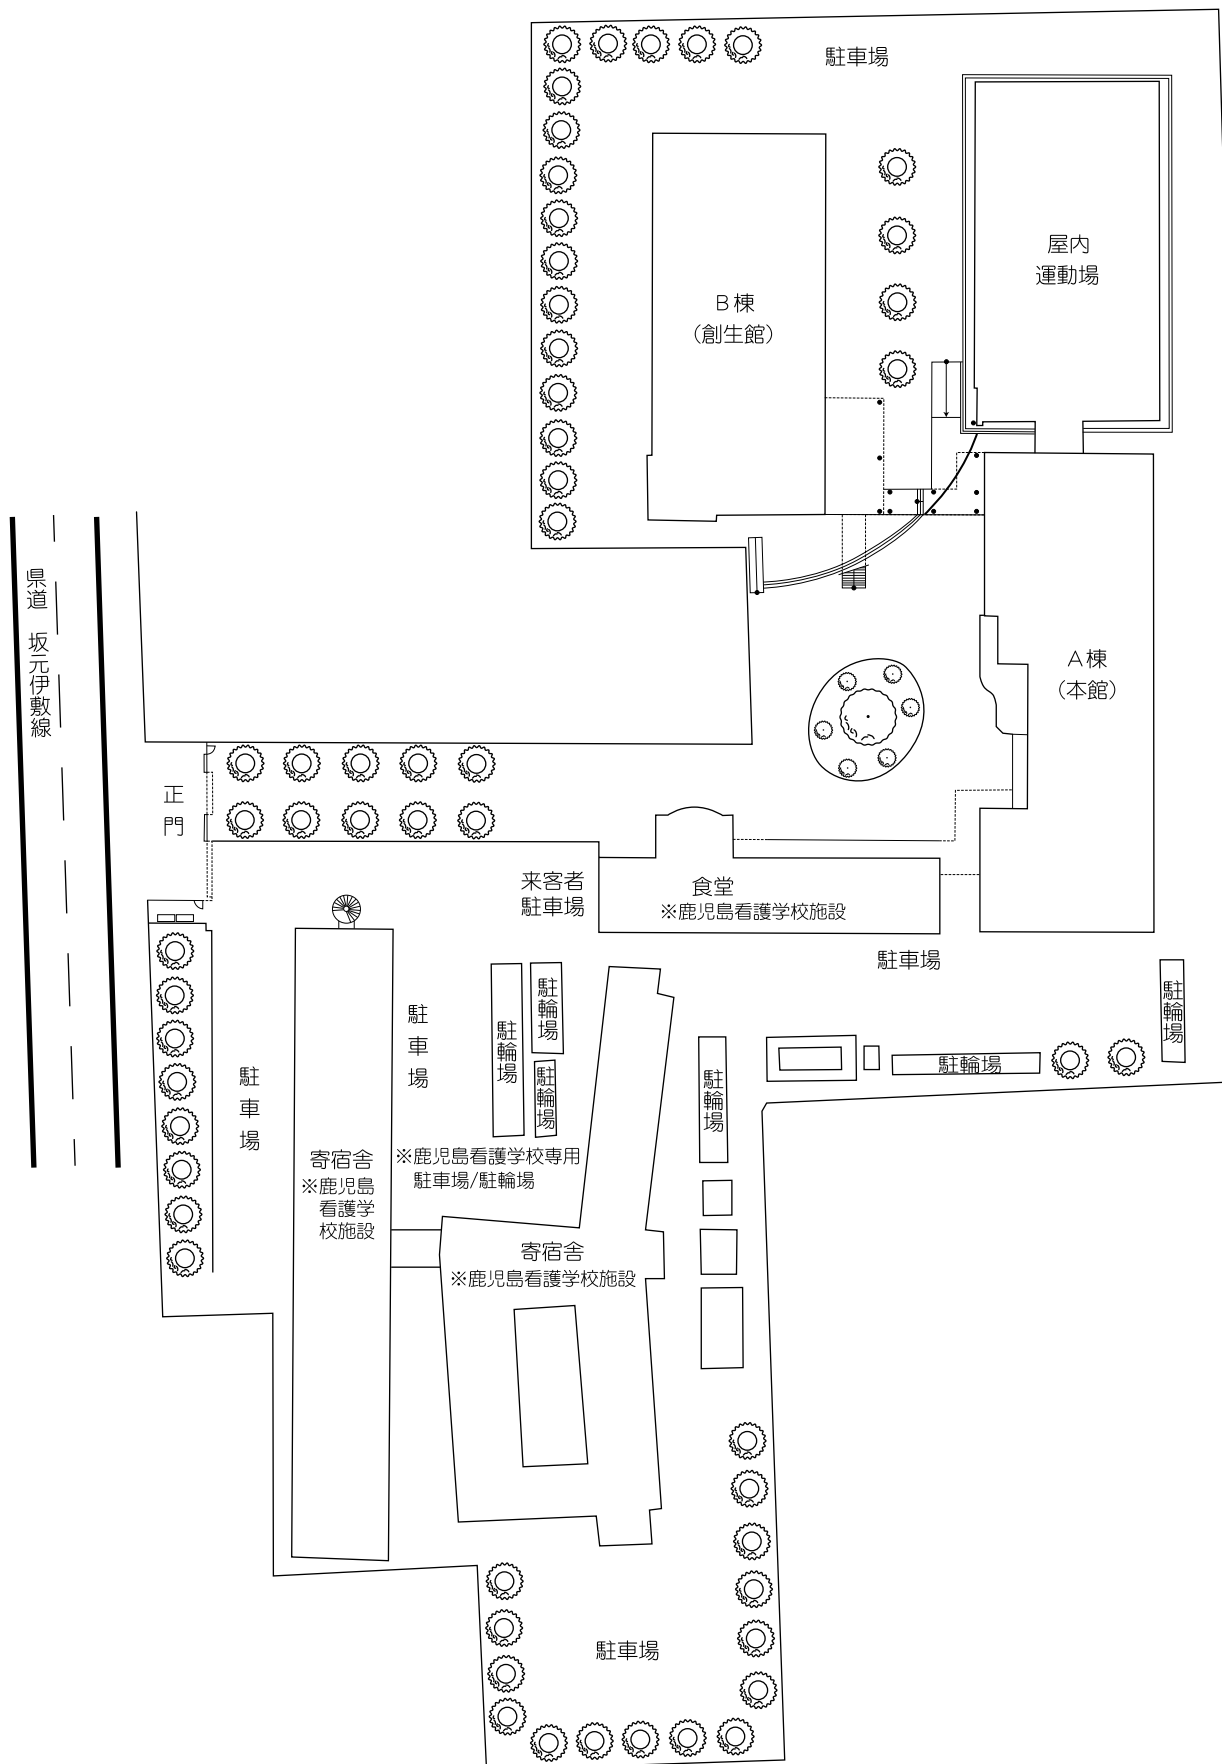 駐車場
屋内
運動場
B棟
(創生館)
県道 坂元伊敷線
A棟
(本館)
正門
来客者
駐車場
食堂
※鹿児島看護学校施設
駐車場
駐輪場
駐輪場
駐輪場
駐輪場
駐輪場
駐輪場
駐車場
駐車場
※鹿児島看護学校専用
駐車場/駐輪場
寄宿舎
※鹿児島
看護学
校施設
寄宿舎
※鹿児島看護学校施設
駐車場